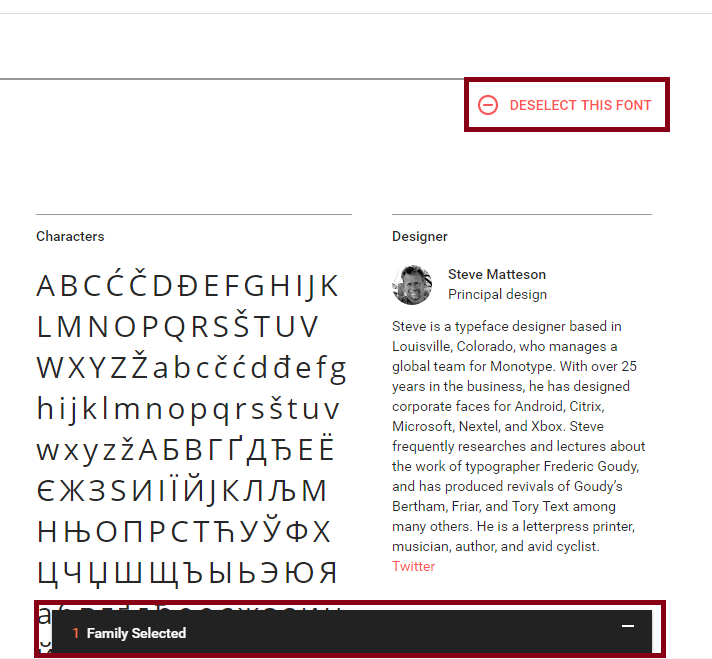 DESELECT THIS FONT
Characters
ABCĆČDĐEFGHIJK
LMNOPQRSŠTUV
WXYZŽabcčćdđefg
hijklmnopqrsštuv
wxyzžАБВГҐДЂЕЁ
ЄЖЗЅИІЇЙЈКЛЉМ
НЊОПРСТЋУЎФХ
ЦЧЏШЩЪЫЬЭЮЯ
Designer
Steve Matteson
Principal design
Steve is a typeface designer based in
Louisville, Colorado, who manages a
global team for Monotype. With over 25
years in the business, he has designed
corporate faces for Android, Citrix,
Microsoft, Nextel, and Xbox. Steve
frequently researches and lectures about
the work of typographer Frederic Goudy,
and has produced revivals of Goudy’s
Bertham, Friar, and Tory Text among
many others. He is a letterpress printer,
musician, author, and avid cyclist.
Twitter
1 Family Selected